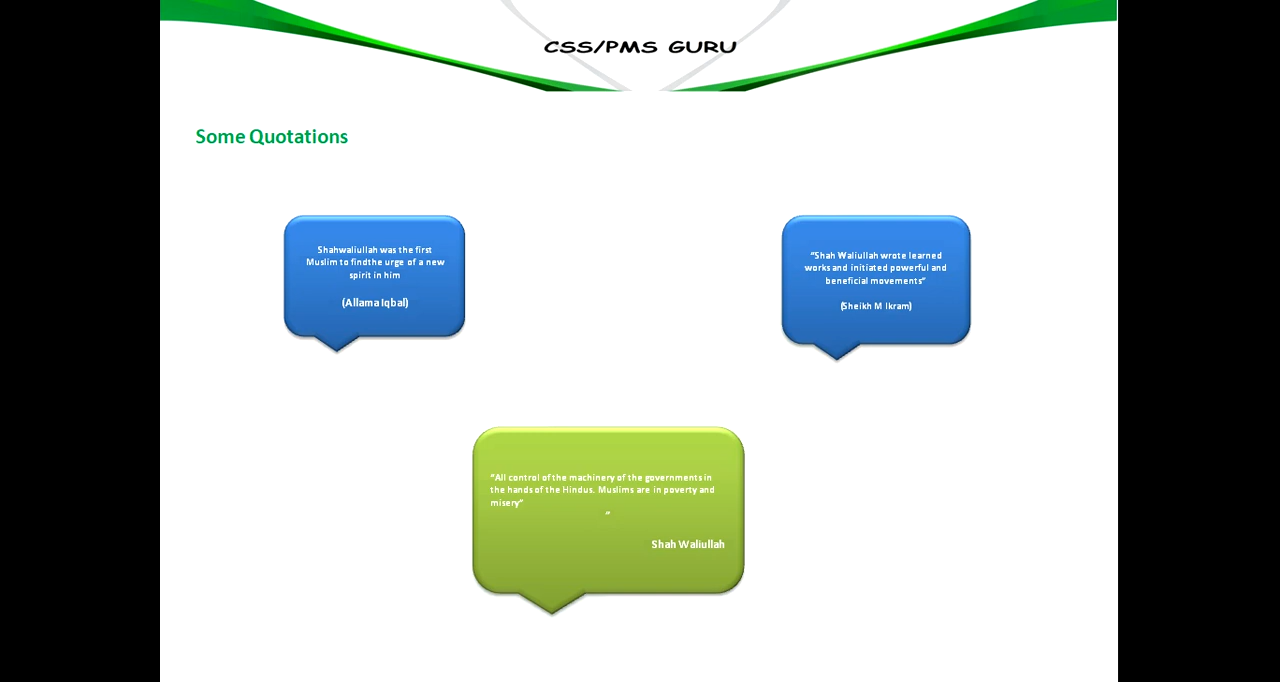 CSS/PMS GURU
Some Quotations
Shahwaliullah was the first
Muslim to findthe urge of a new
spirit in him
(Allama Iqbal)
“Shah Waliullah wrote learned
works and initiated powerful and
beneficial movements”
(Sheikh M Ikram)
“All control of the machinery of the governments in
the hands of the Hindus. Muslims are in poverty and
misery”
”
Shah Waliullah